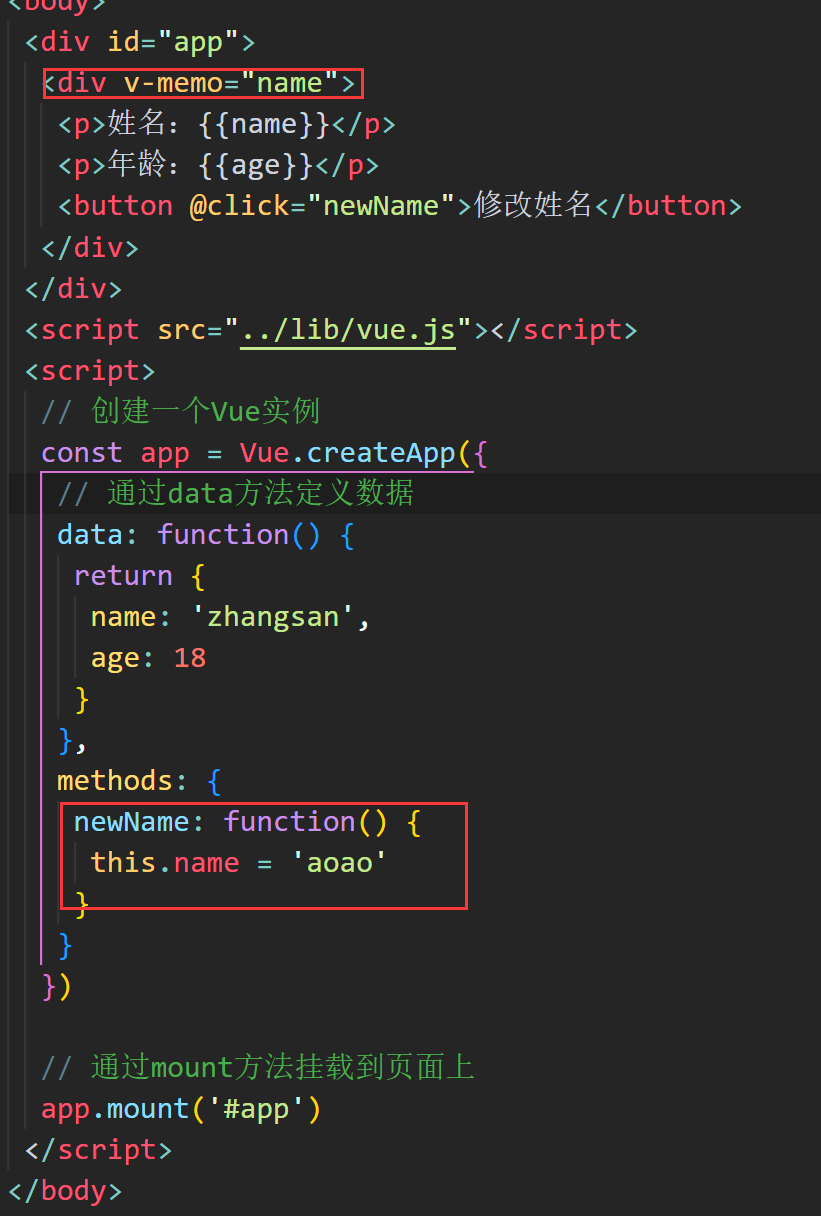 <body>
<div id="app">
<div v-memo="name">
<p>姓名：{{name}}</p>
<p>年龄：{{age}}</p>
<button @click="newName">修改姓名</button>
</div>
</div>
<script src="../lib/vue.js"></script>
<script>
// 创建一个Vue实例
const app = Vue.createApp({
// 通过data方法定义数据
data: function() {
return {
name: 'zhangsan',
age: 18
}
},
methods: {
newName: function() {
this.name = 'aoao'
}
}
})
// 通过mount方法挂载到页面上
app.mount('#app')
</script>
</body>